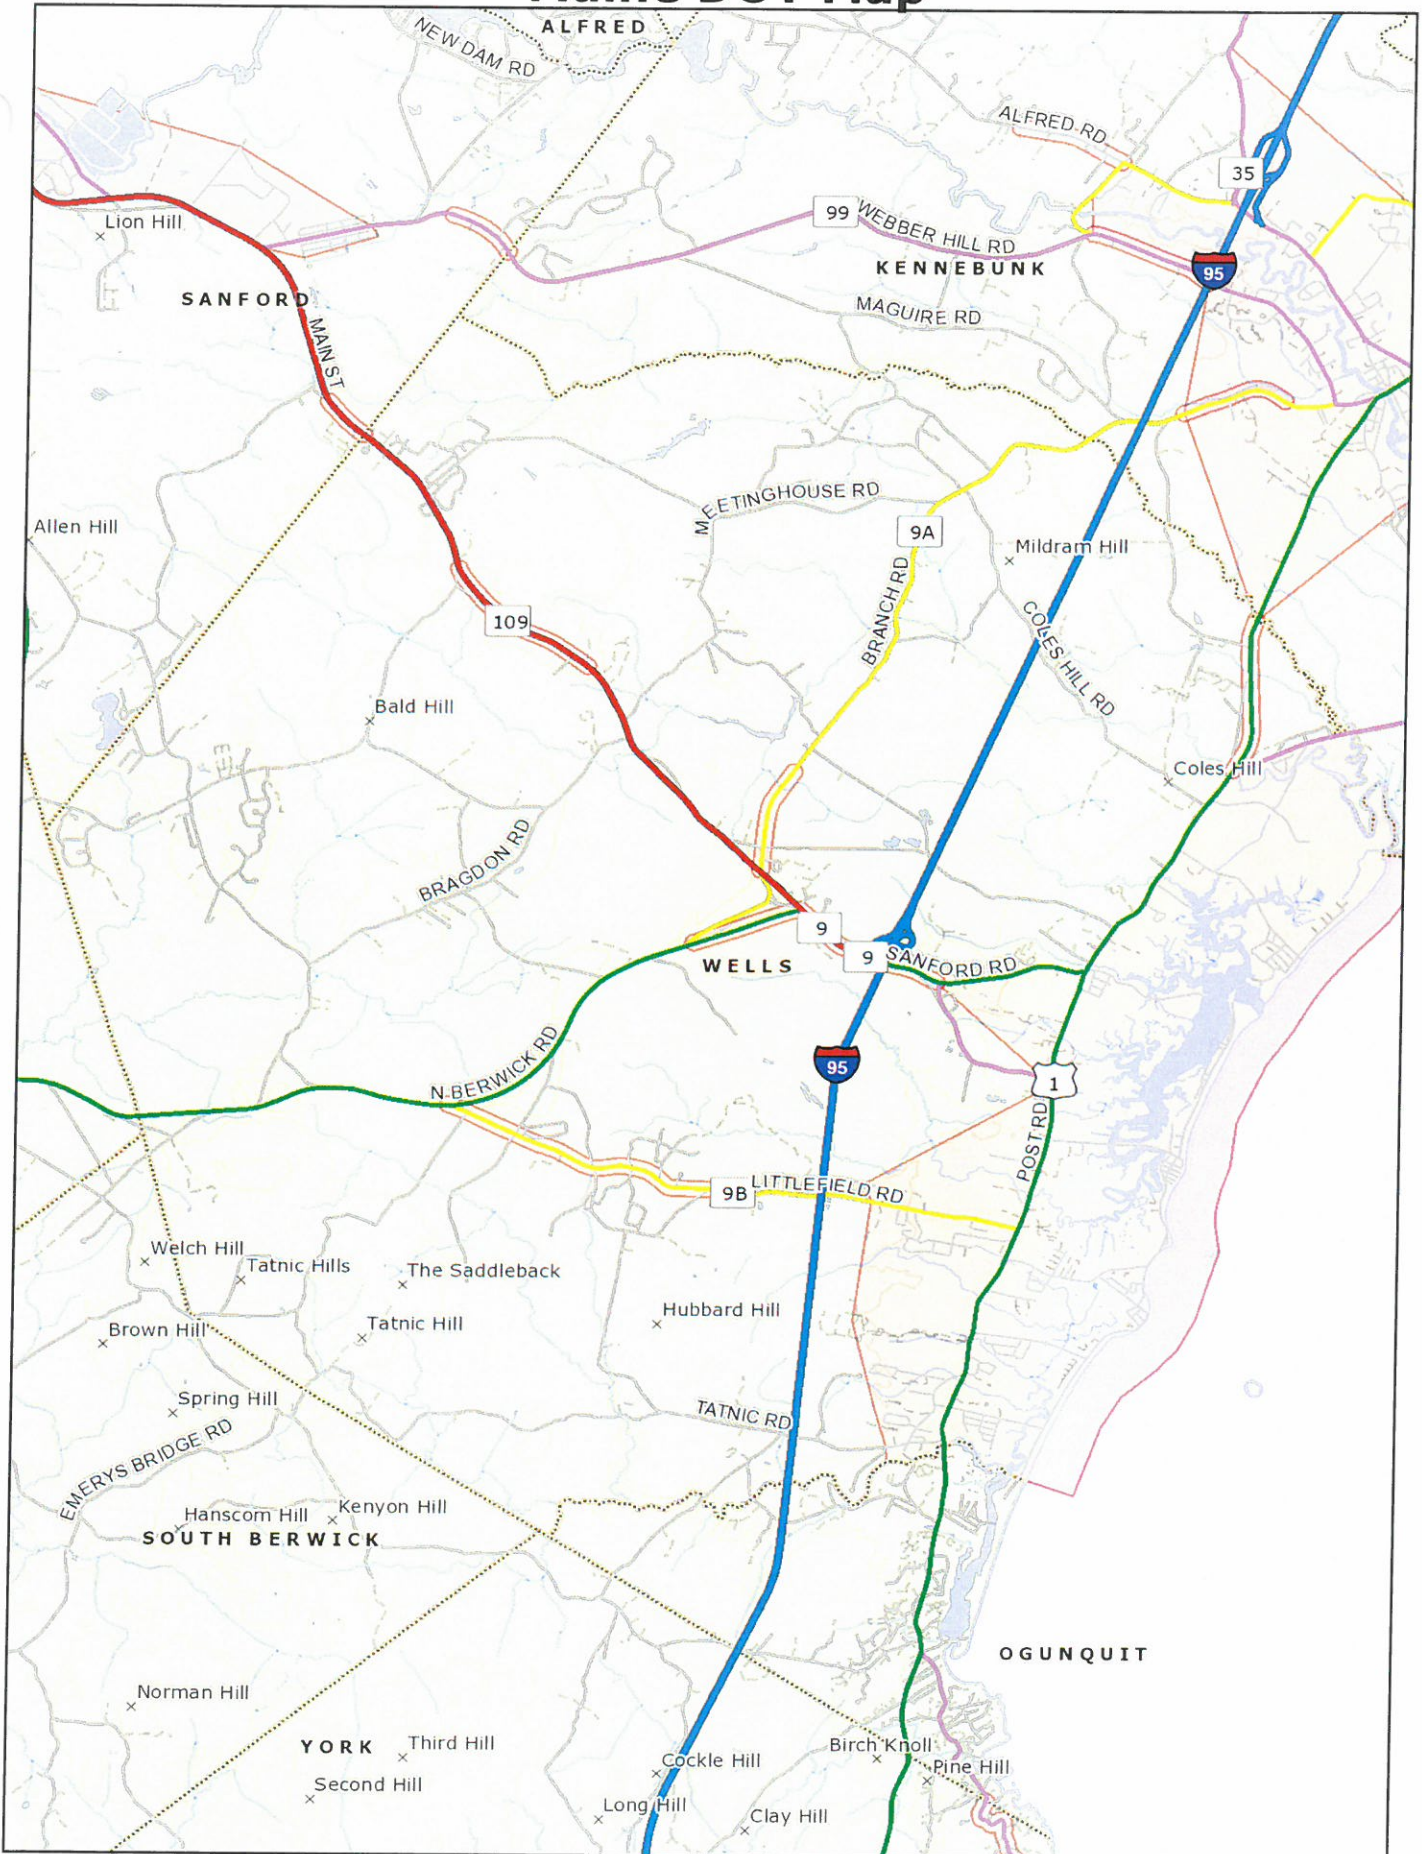 ALFRED
NEW DAM RD
ALFRED RD
35
Lion Hill
99
WEBBER HILL RD
KENNEBUNK
95
SANFORD
MAGUIRE RD
MAIN ST
MEETINGHOUSE RD
Allen Hill
9A
Mildram Hill
BRANCH RD
109
COLES HILL RD
Bald Hill
Coles Hill
BRAGDON RD
9
9
SANFORD RD
WELLS
N BERWICK RD
95
1
POST RD
9B
LITTLEFIELD RD
Welch Hill
Tatnic Hills
The Saddleback
Hubbard Hill
Brown Hill
Tatnic Hill
Spring Hill
TATNIC RD
EMERYS BRIDGE RD
Hanscom Hill
Kenyon Hill
SOUTH BERWICK
OGUNQUIT
Norman Hill
YORK
Third Hill
Birch Knoll
Cockle Hill
Pine Hill
Second Hill
Long Hill
Clay Hill